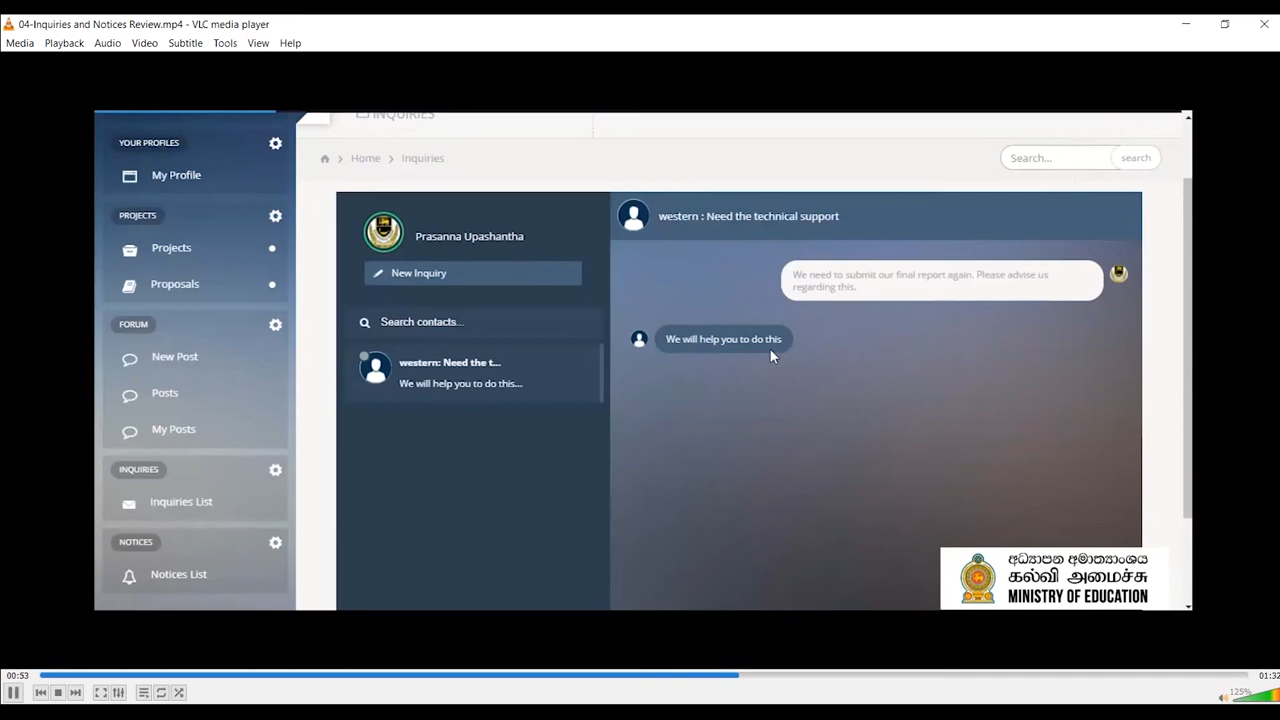 04-Inquiries and Notices Review.mp4 - VLC media player
Media Playback Audio Video Subtitle Tools View Help
INQUIRIES
YOUR PROFILES
My Profile
Home Inquiries
Search... search
PROJECTS
Projects
Proposals
Prasanna Upashantha
New Inquiry
Search contacts...
western: Need the t...
We will help you to do this...
western : Need the technical support
We need to submit our final report again. Please advise us
regarding this.
We will help you to do this
FORUM
New Post
Posts
My Posts
INQUIRIES
Inquiries List
NOTICES
Notices List
අධ්‍යාපන අමාත්‍යාංශය
கல்வி அமைச்சு
MINISTRY OF EDUCATION
00:53
01:32
125%